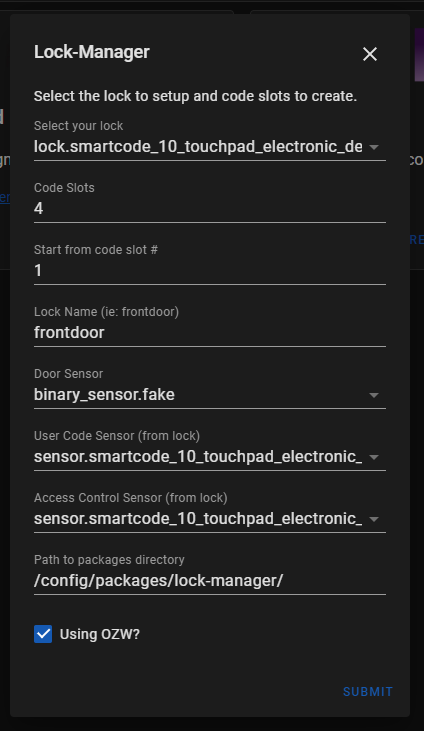 Lock-Manager
Select the lock to setup and code slots to create.
Select your lock
lock.smartcode_10_touchpad_electronic_de
Code Slots
4
Start from code slot #
1
Lock Name (ie: frontdoor)
frontdoor
Door Sensor
binary_sensor.fake
User Code Sensor (from lock)
sensor.smartcode_10_touchpad_electronic_
Access Control Sensor (from lock)
sensor.smartcode_10_touchpad_electronic_
Path to packages directory
/config/packages/lock-manager/
Using OZW?
SUBMIT